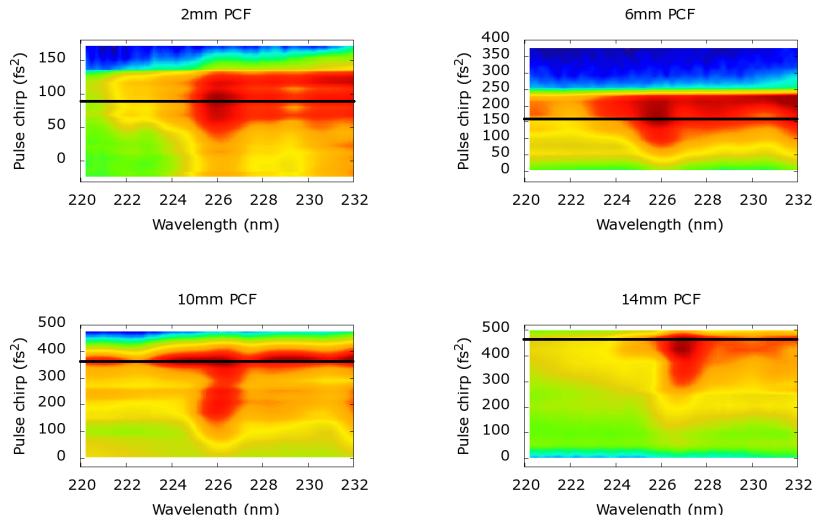 2mm PCF
Pulse chirp (fs²)
150
100
50
0
220 222 224 226 228 230 232
Wavelength (nm)
6mm PCF
Pulse chirp (fs²)
400
350
300
250
200
150
100
50
0
220 222 224 226 228 230 232
Wavelength (nm)
10mm PCF
Pulse chirp (fs²)
500
400
300
200
100
0
220 222 224 226 228 230 232
Wavelength (nm)
14mm PCF
Pulse chirp (fs²)
500
400
300
200
100
0
220 222 224 226 228 230 232
Wavelength (nm)